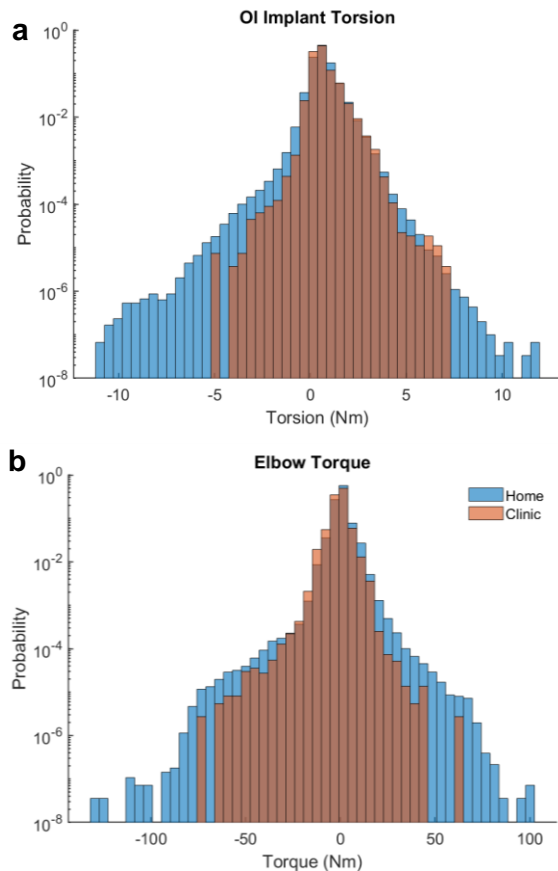 a
OI Implant Torsion
10^0
10^-2
10^-4
10^-6
10^-8
Probability
-10 -5 0 5 10
Torsion (Nm)
b
Elbow Torque
10^0
10^-2
10^-4
10^-6
10^-8
Probability
Home
Clinic
-100 -50 0 50 100
Torque (Nm)